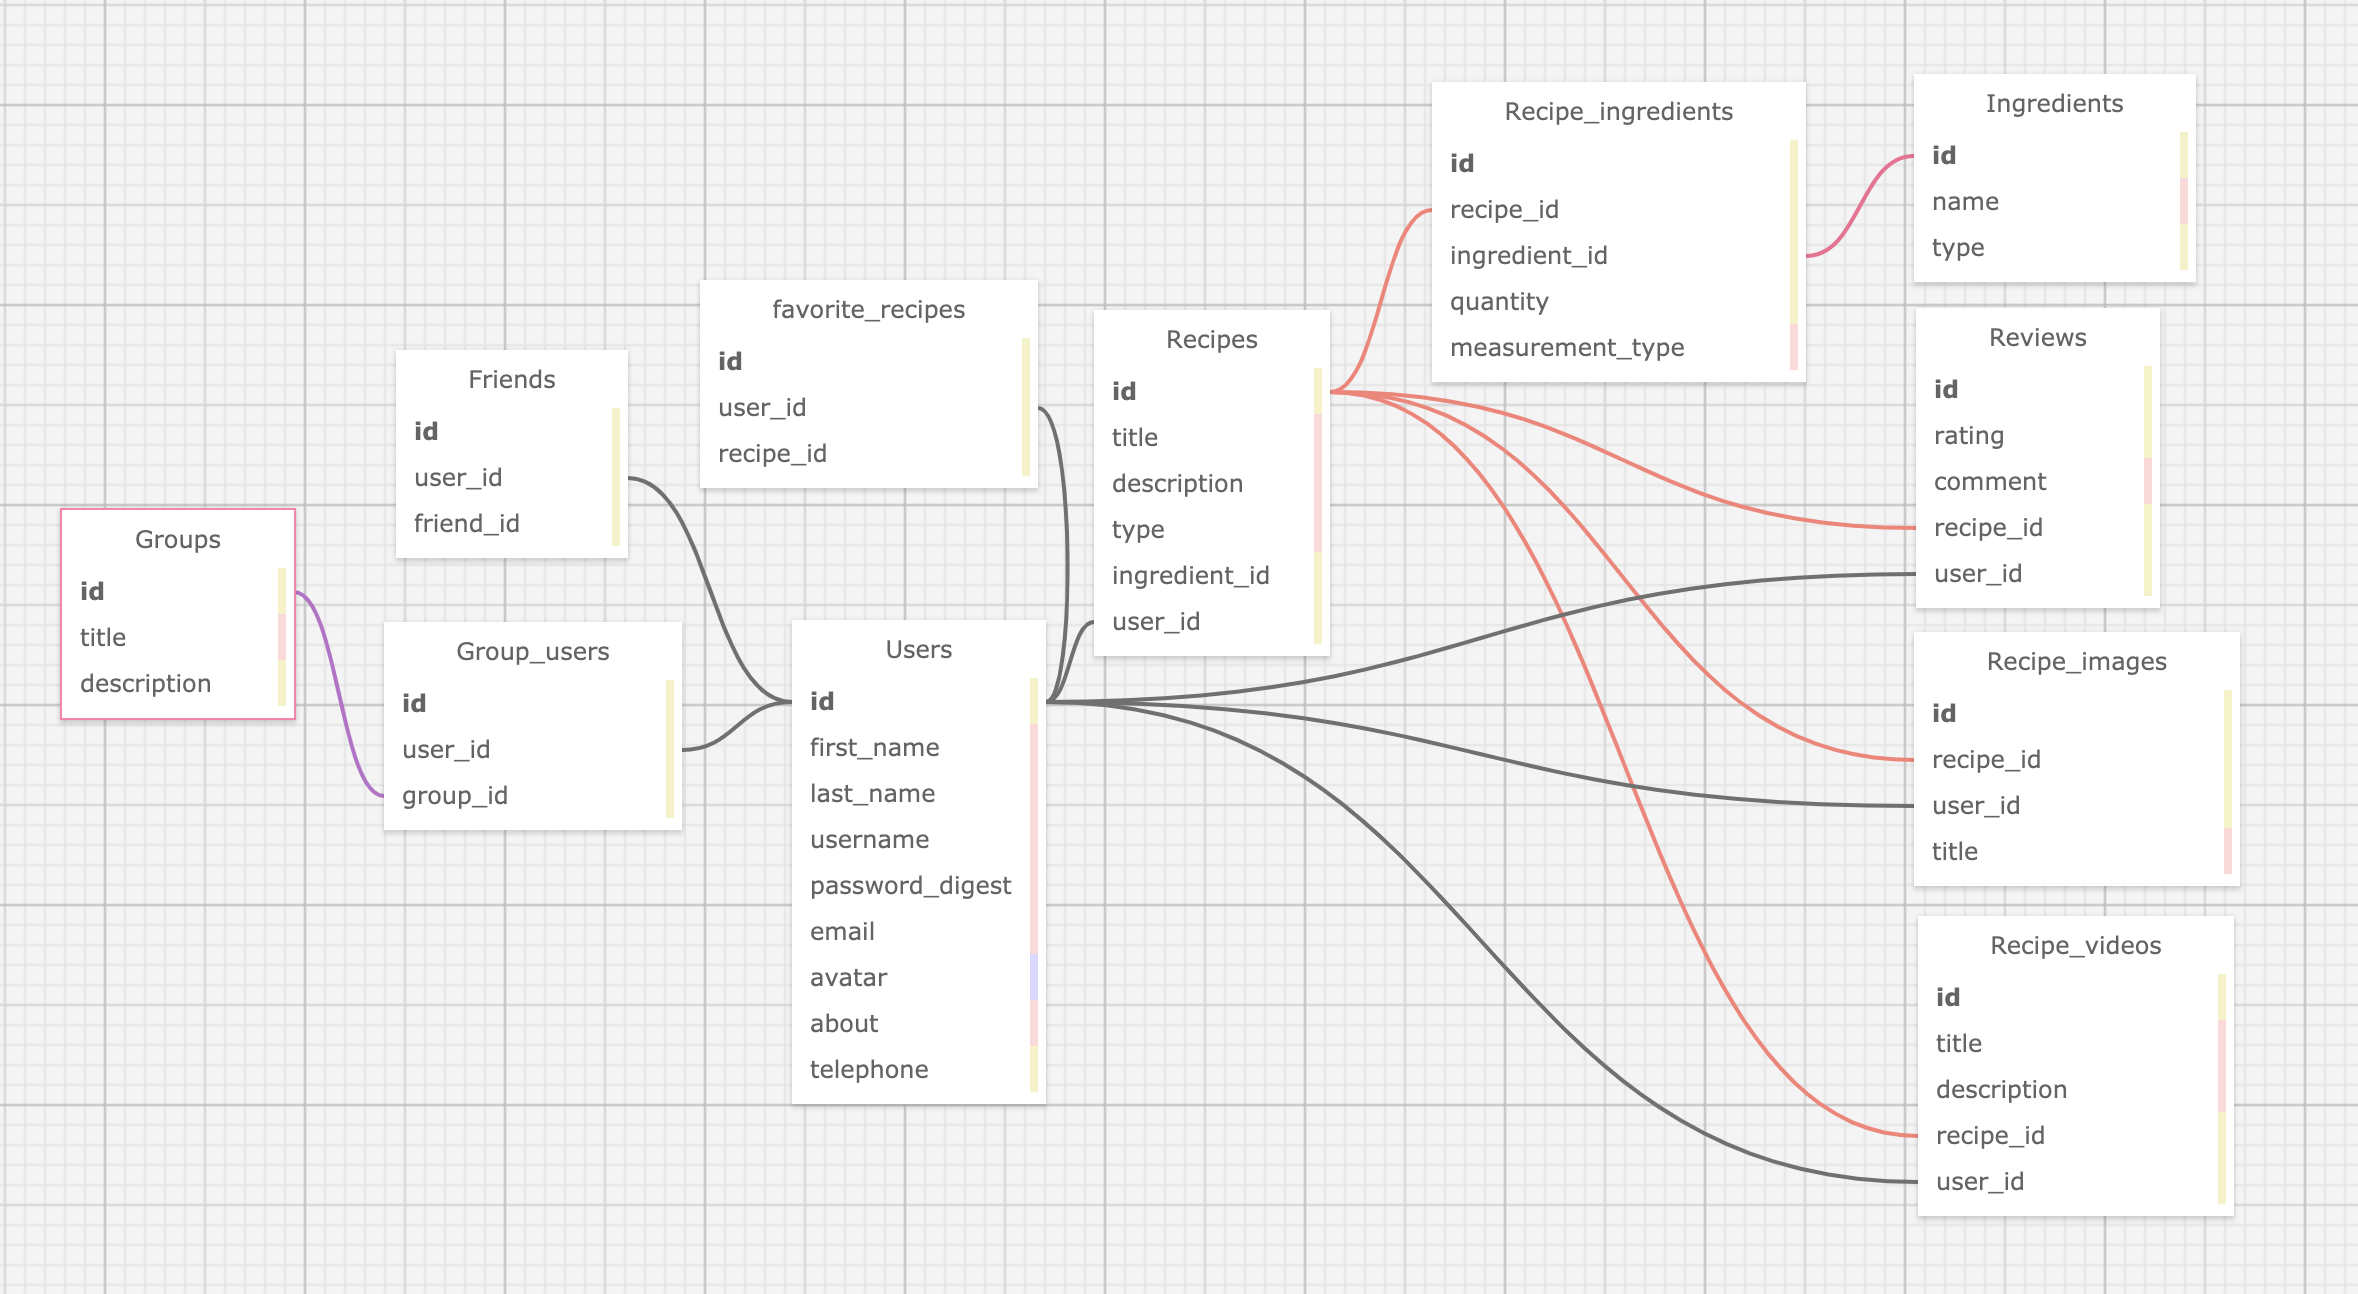 Groups
id
title
description
Friends
id
user_id
friend_id
Group_users
id
user_id
group_id
favorite_recipes
id
user_id
recipe_id
Users
id
first_name
last_name
username
password_digest
email
avatar
about
telephone
Recipes
id
title
description
type
ingredient_id
user_id
Recipe_ingredients
id
recipe_id
ingredient_id
quantity
measurement_type
Ingredients
id
name
type
Reviews
id
rating
comment
recipe_id
user_id
Recipe_images
id
recipe_id
user_id
title
Recipe_videos
id
title
description
recipe_id
user_id